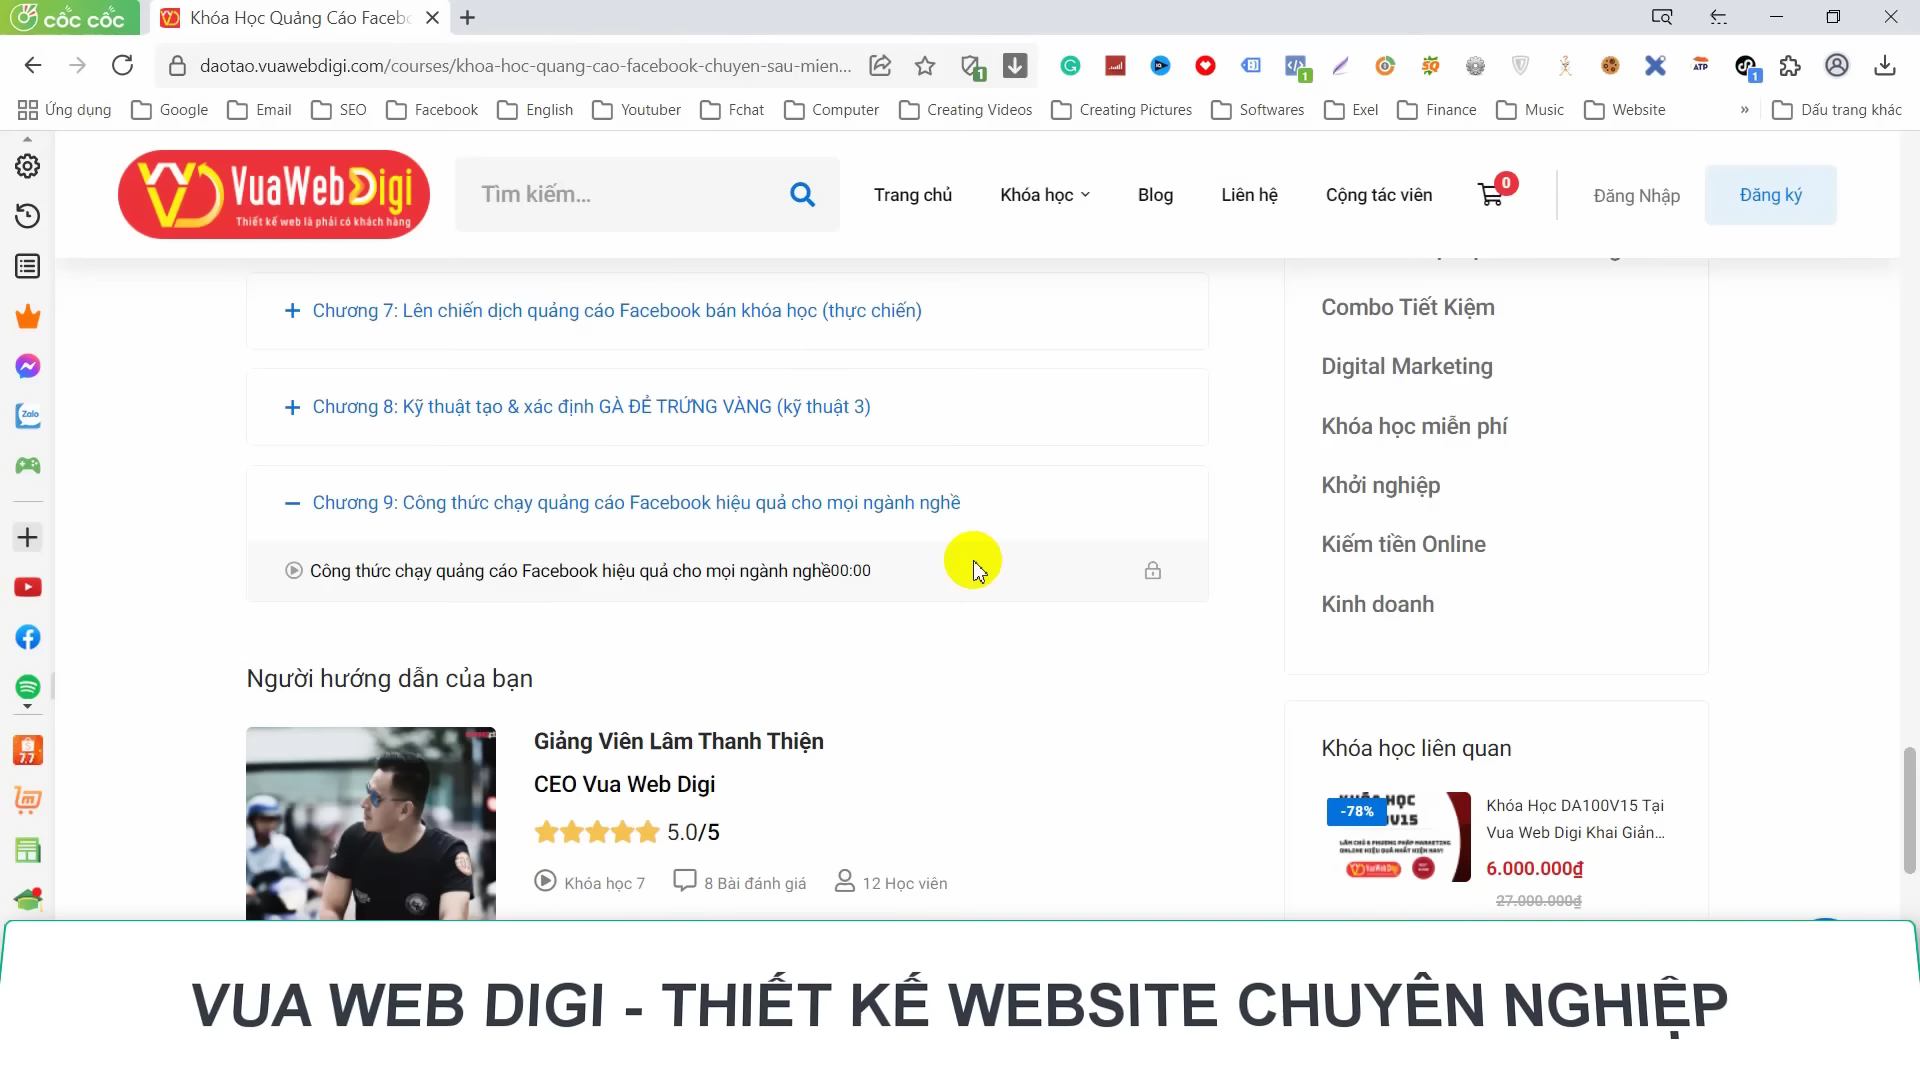 cốc cốc
Khóa Học Quảng Cáo Facebo
daotao.vuawebdigi.com/courses/khoa-hoc-quang-cao-facebook-chuyen-sau-mien...
Ứng dụng
Google
Email
SEO
Facebook
English
Youtuber
Fchat
Computer
Creating Videos
Creating Pictures
Softwares
Exel
Finance
Music
Website
»
Dấu trang khác
VuaWebDigi
Thiết kế web là phải có khách hàng
Tìm kiếm...
Trang chủ
Khóa học
Blog
Liên hệ
Cộng tác viên
0
Đăng Nhập
Đăng ký
Chương 7: Lên chiến dịch quảng cáo Facebook bán khóa học (thực chiến)
Chương 8: Kỹ thuật tạo & xác định GÀ ĐẺ TRỨNG VÀNG (kỹ thuật 3)
Chương 9: Công thức chạy quảng cáo Facebook hiệu quả cho mọi ngành nghề
Công thức chạy quảng cáo Facebook hiệu quả cho mọi ngành nghề00:00
Người hướng dẫn của bạn
Giảng Viên Lâm Thanh Thiện
CEO Vua Web Digi
5.0/5
Khóa học 7
8 Bài đánh giá
12 Học viên
Combo Tiết Kiệm
Digital Marketing
Khóa học miễn phí
Khởi nghiệp
Kiếm tiền Online
Kinh doanh
Khóa học liên quan
-78%
Khóa Học DA100V15 Tại
Vua Web Digi Khai Giản...
6.000.000₫
27.000.000₫
Zalo
7.7
VUA WEB DIGI - THIẾT KẾ WEBSITE CHUYÊN NGHIỆP